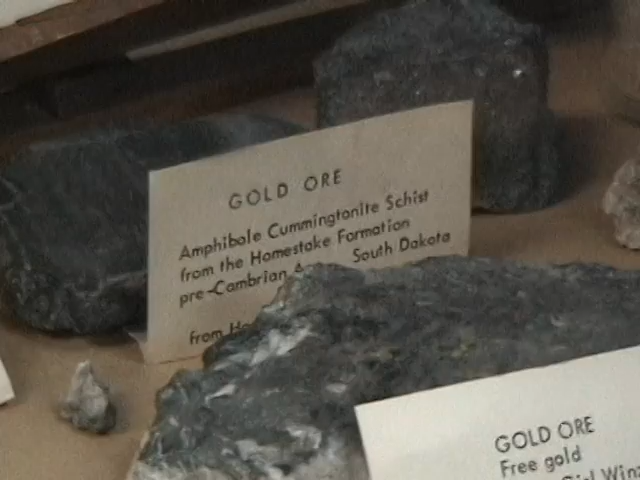 GOLD ORE
Amphibole Cummingtonite Schist
from the Homestake Formation
pre-Cambrian South Dakota
from
GOLD ORE
Free gold